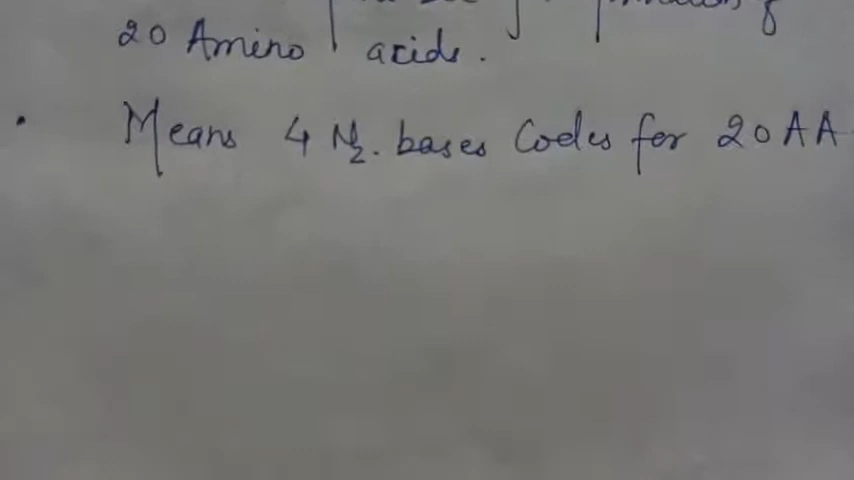 20 Amino acids.
• Means 4 N2. bases Codes for 20 AA